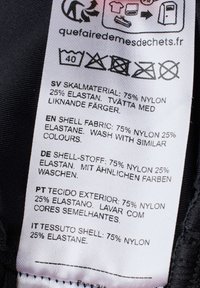 quefairedemesdechets.fr
40
SV SKALMATERIAL: 75% NYLON
25% ELASTAN. TVÄTTA MED
LIKNANDE FÄRGER.
EN SHELL FABRIC: 75% NYLON 25%
ELASTANE. WASH WITH SIMILAR
COLOURS.
DE SHELL-STOFF: 75% NYLON 25%
ELASTAN. MIT ÄHNLICHEN FARBEN
WASCHEN.
PT TECIDO EXTERIOR: 75% NYLON
25% ELASTANO. LAVAR COM
CORES SEMELHANTES.
IT TESSUTO SHELL: 75% NYLON
25% ELASTANE.